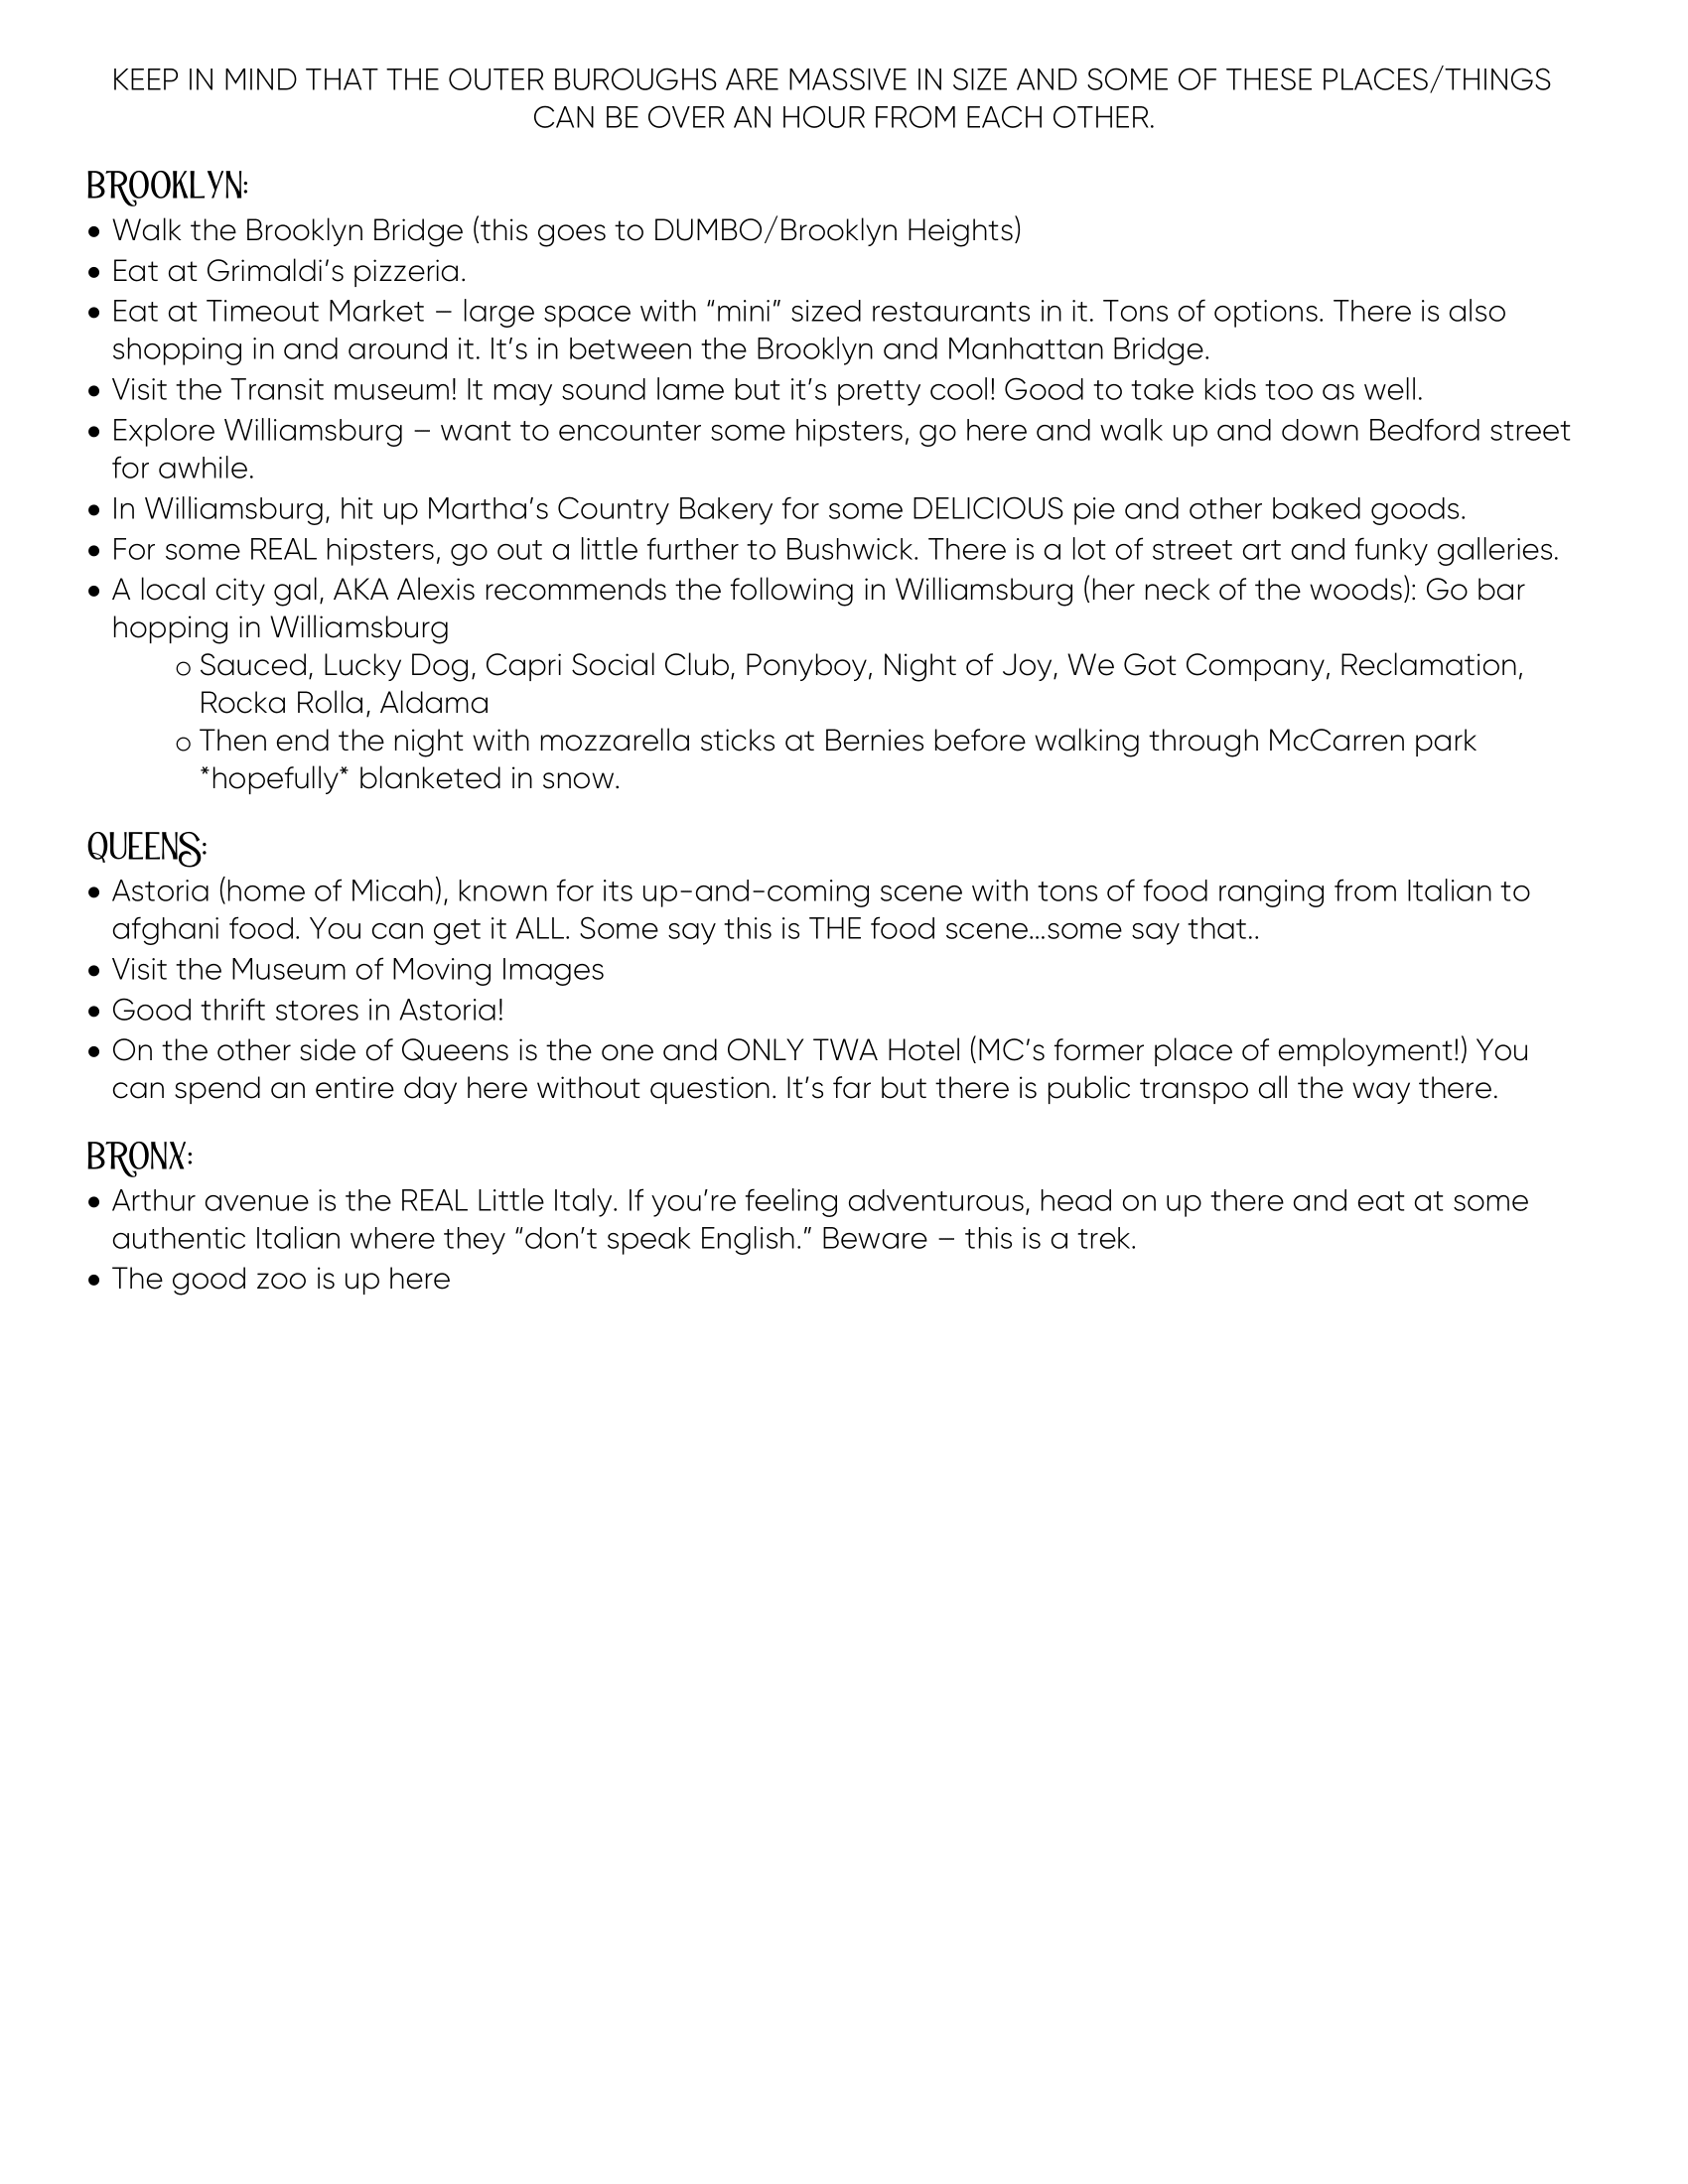 KEEP IN MIND THAT THE OUTER BUROUGHS ARE MASSIVE IN SIZE AND SOME OF THESE PLACES/THINGS
CAN BE OVER AN HOUR FROM EACH OTHER.
BROOKLYN:
• Walk the Brooklyn Bridge (this goes to DUMBO/Brooklyn Heights)
• Eat at Grimaldi’s pizzeria.
• Eat at Timeout Market – large space with “mini” sized restaurants in it. Tons of options. There is also
shopping in and around it. It’s in between the Brooklyn and Manhattan Bridge.
• Visit the Transit museum! It may sound lame but it’s pretty cool! Good to take kids too as well.
• Explore Williamsburg – want to encounter some hipsters, go here and walk up and down Bedford street
for awhile.
• In Williamsburg, hit up Martha’s Country Bakery for some DELICIOUS pie and other baked goods.
• For some REAL hipsters, go out a little further to Bushwick. There is a lot of street art and funky galleries.
• A local city gal, AKA Alexis recommends the following in Williamsburg (her neck of the woods): Go bar
hopping in Williamsburg
o Sauced, Lucky Dog, Capri Social Club, Ponyboy, Night of Joy, We Got Company, Reclamation,
Rocka Rolla, Aldama
o Then end the night with mozzarella sticks at Bernies before walking through McCarren park
*hopefully* blanketed in snow.
QUEENS:
• Astoria (home of Micah), known for its up-and-coming scene with tons of food ranging from Italian to
afghani food. You can get it ALL. Some say this is THE food scene...some say that..
• Visit the Museum of Moving Images
• Good thrift stores in Astoria!
• On the other side of Queens is the one and ONLY TWA Hotel (MC’s former place of employment!) You
can spend an entire day here without question. It’s far but there is public transpo all the way there.
BRONX:
• Arthur avenue is the REAL Little Italy. If you’re feeling adventurous, head on up there and eat at some
authentic Italian where they “don’t speak English.” Beware – this is a trek.
• The good zoo is up here